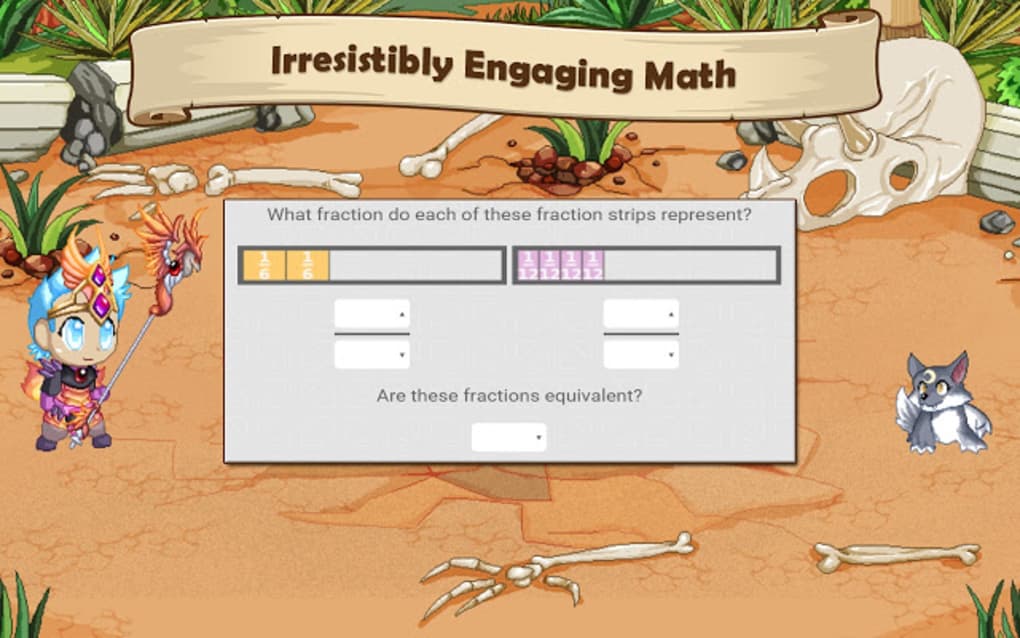 Irresistibly Engaging Math
What fraction do each of these fraction strips represent?
1/6 1/6 1/12 1/12 1/12 1/12
Are these fractions equivalent?